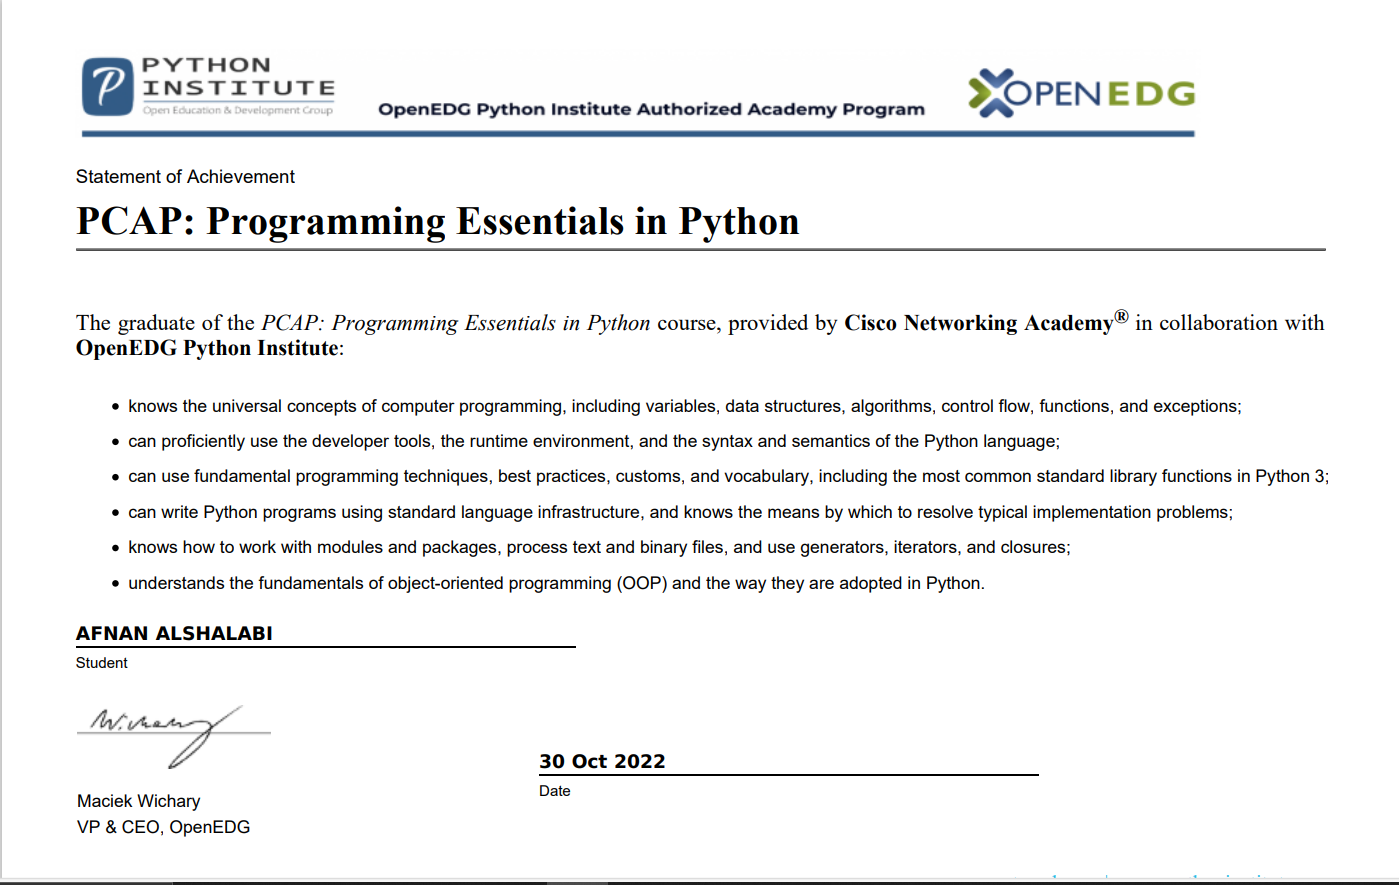 PYTHON
INSTITUTE
Open Education & Development Group
OpenEDG Python Institute Authorized Academy Program
OPENEDG
Statement of Achievement
PCAP: Programming Essentials in Python
The graduate of the PCAP: Programming Essentials in Python course, provided by Cisco Networking Academy® in collaboration with
OpenEDG Python Institute:
• knows the universal concepts of computer programming, including variables, data structures, algorithms, control flow, functions, and exceptions;
• can proficiently use the developer tools, the runtime environment, and the syntax and semantics of the Python language;
• can use fundamental programming techniques, best practices, customs, and vocabulary, including the most common standard library functions in Python 3;
• can write Python programs using standard language infrastructure, and knows the means by which to resolve typical implementation problems;
• knows how to work with modules and packages, process text and binary files, and use generators, iterators, and closures;
• understands the fundamentals of object-oriented programming (OOP) and the way they are adopted in Python.
AFNAN ALSHALABI
Student
W.chary
30 Oct 2022
Date
Maciek Wichary
VP & CEO, OpenEDG